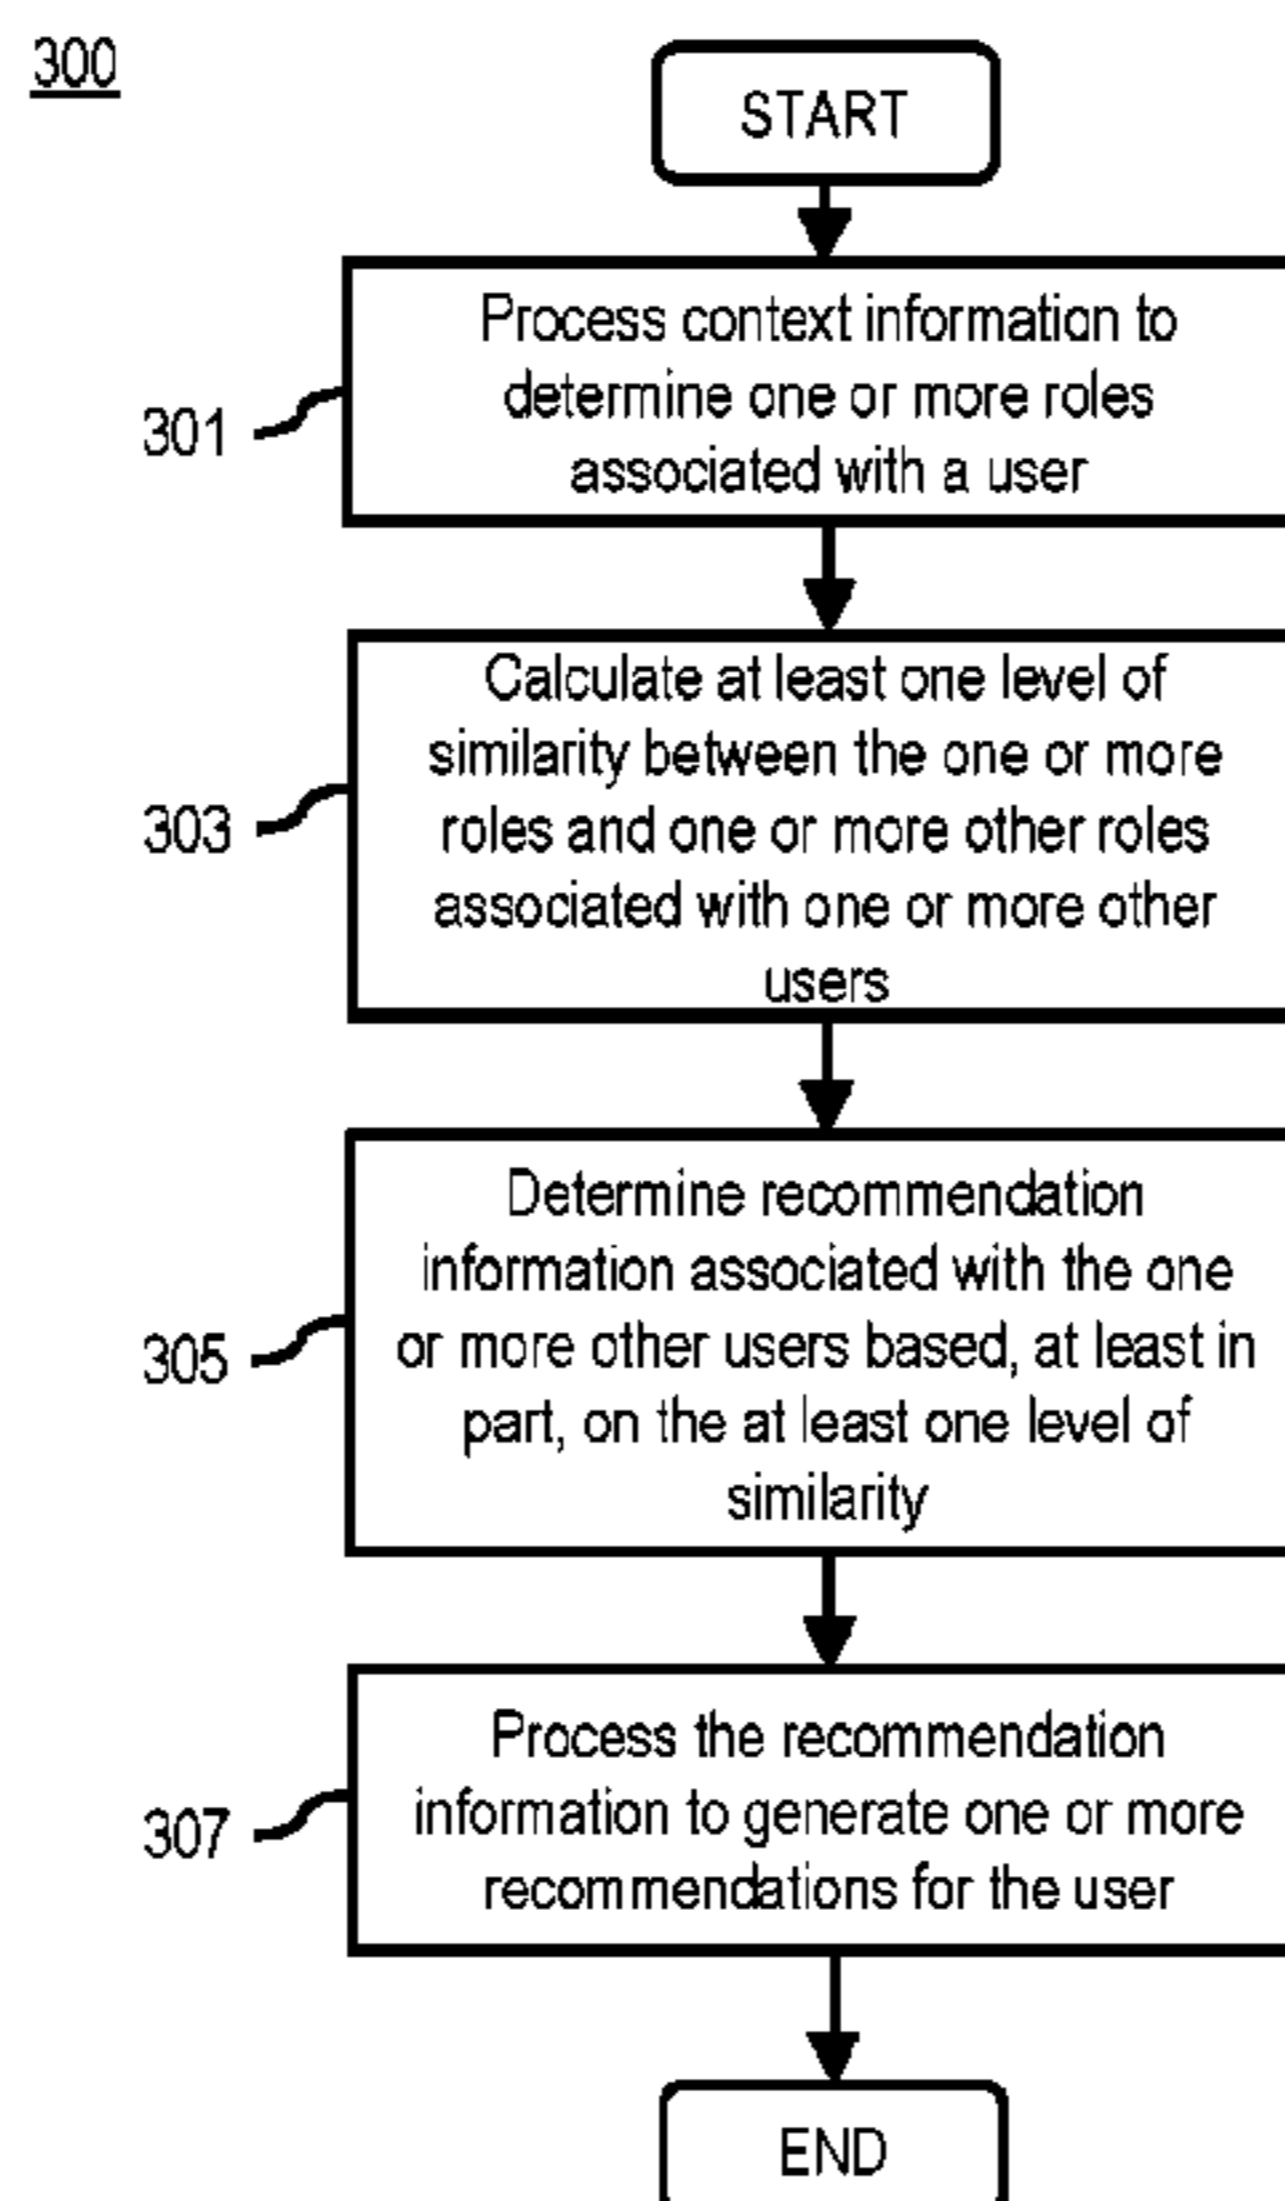 300
START
Process context information to
determine one or more roles
associated with a user
301
Calculate at least one level of
similarity between the one or more
roles and one or more other roles
associated with one or more other
users
303
Determine recommendation
information associated with the one
or more other users based, at least in
part, on the at least one level of
similarity
305
Process the recommendation
information to generate one or more
recommendations for the user
307
END